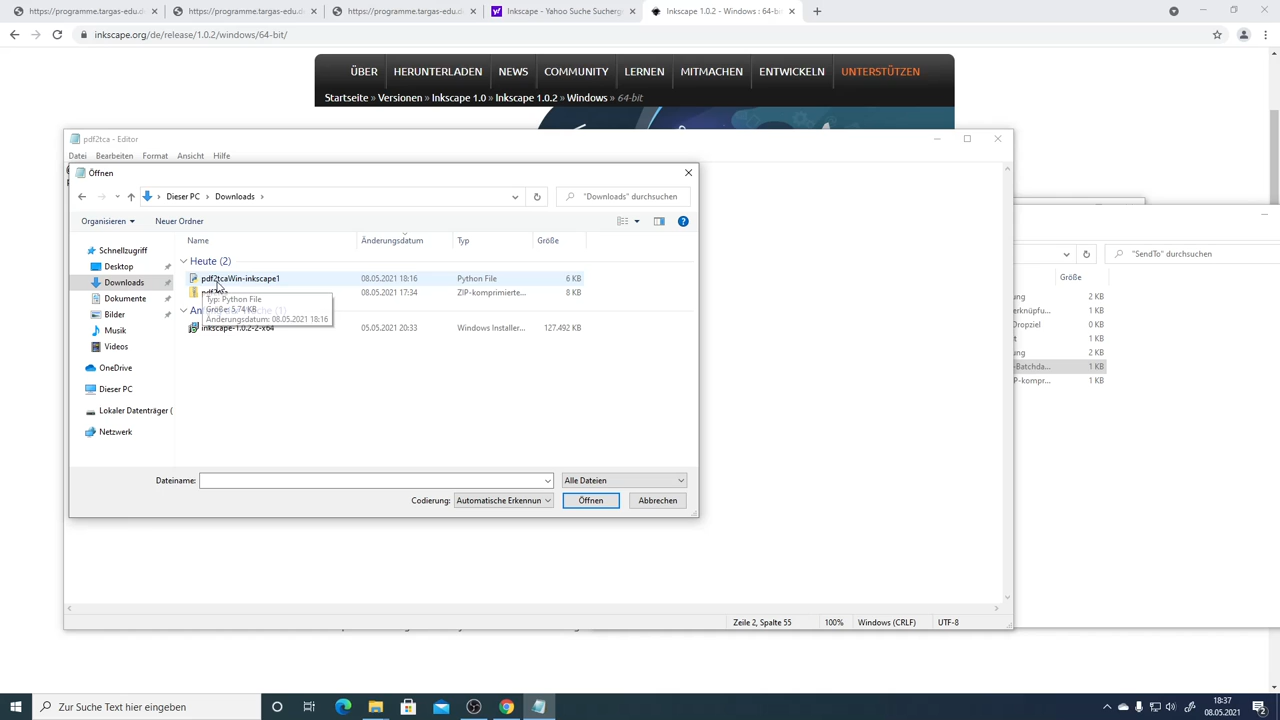 https://programme.targas-edu.d
https://programme.targas-edu.d
https://programme.targas-edu.d
Inkscape - Yahoo Suche Sucherg
Inkscape 1.0.2 - Windows : 64-bi
inkscape.org/de/release/1.0.2/windows/64-bit/
ÜBER HERUNTERLADEN NEWS COMMUNITY LERNEN MITMACHEN ENTWICKELN UNTERSTÜTZEN
Startseite » Versionen » Inkscape 1.0 » Inkscape 1.0.2 » Windows » 64-bit
pdf2tca - Editor
Datei Bearbeiten Format Ansicht Hilfe
Öffnen
Dieser PC > Downloads >
"Downloads" durchsuchen
Organisieren Neuer Ordner
Name Änderungsdatum Typ Größe
Schnellzugriff
Desktop
Downloads
Dokumente
Bilder
Musik
Videos
OneDrive
Dieser PC
Lokaler Datenträger (
Netzwerk
Heute (2)
pdf2tcaWin-inkscape1 08.05.2021 18:16 Python File 6 KB
08.05.2021 17:34 ZIP-komprimierte... 8 KB
Typ: Python File
Größe: 5,74 KB
Änderungsdatum: 08.05.2021 18:16
inkscape-1.0.2-2-x64 05.05.2021 20:33 Windows Installer... 127.492 KB
Dateiname: Alle Dateien
Codierung: Automatische Erkennun Öffnen Abbrechen
"SendTo" durchsuchen
Größe
ung 2 KB
erknüpfu... 1 KB
Dropziel 0 KB
t 1 KB
ung 2 KB
-Batchda... 1 KB
P-kompr... 1 KB
Zeile 2, Spalte 55 100% Windows (CRLF) UTF-8
Zur Suche Text hier eingeben
18:37
08.05.2021
2